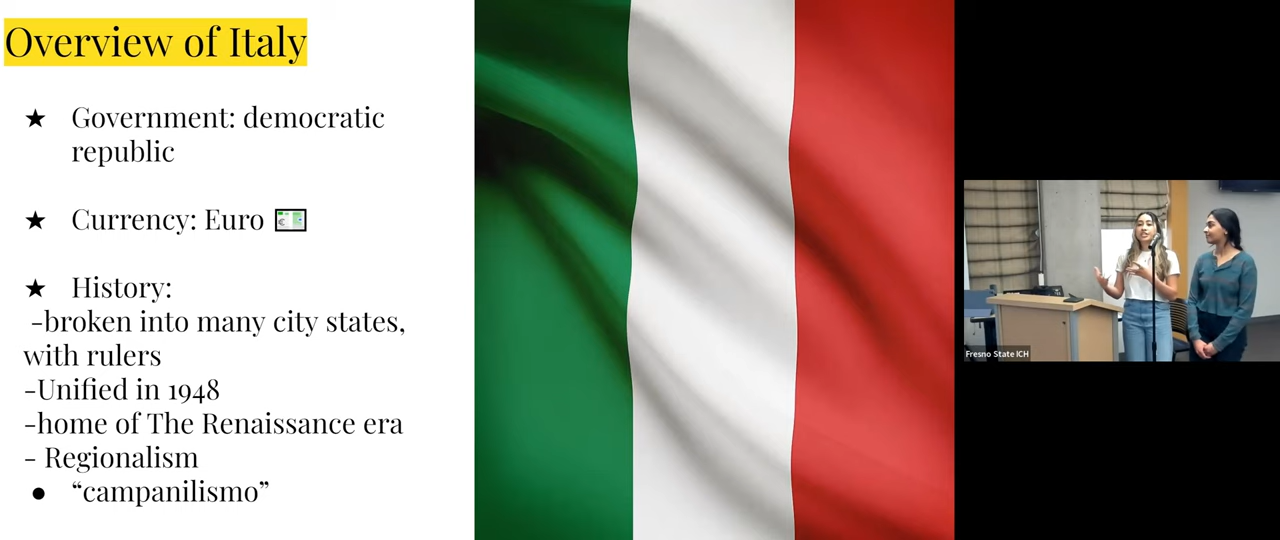 Overview of Italy
★ Government: democratic
republic
★ Currency: Euro 💶
★ History:
-broken into many city states,
with rulers
-Unified in 1948
-home of The Renaissance era
- Regionalism
● “campanilismo”
Fresno State ICH